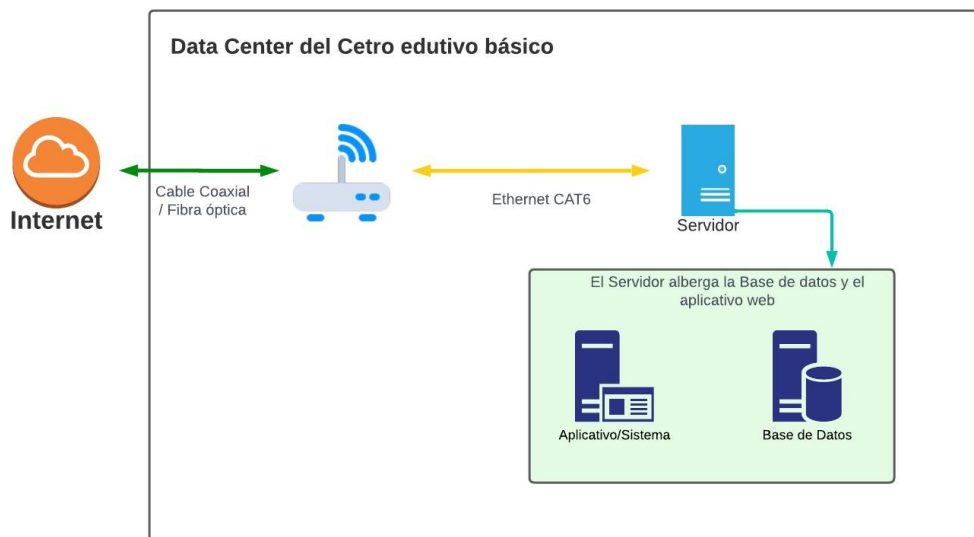 Data Center del Cetro edutivo básico
Internet
Cable Coaxial
/ Fibra óptica
Ethernet CAT6
Servidor
El Servidor alberga la Base de datos y el
aplicativo web
Aplicativo/Sistema
Base de Datos